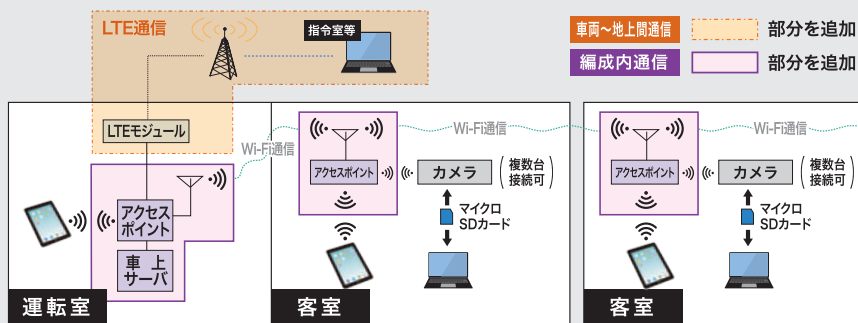 LTE通信
指令室等
車両～地上間通信
部分を追加
編成内通信
部分を追加
LTEモジュール
Wi-Fi通信
アクセス
ポイント
車上
サーバ
運転室
アクセスポイント
カメラ
(複数台
接続可)
マイクロ
SDカード
客室
Wi-Fi通信
アクセスポイント
カメラ
(複数台
接続可)
マイクロ
SDカード
客室
Wi-Fi通信